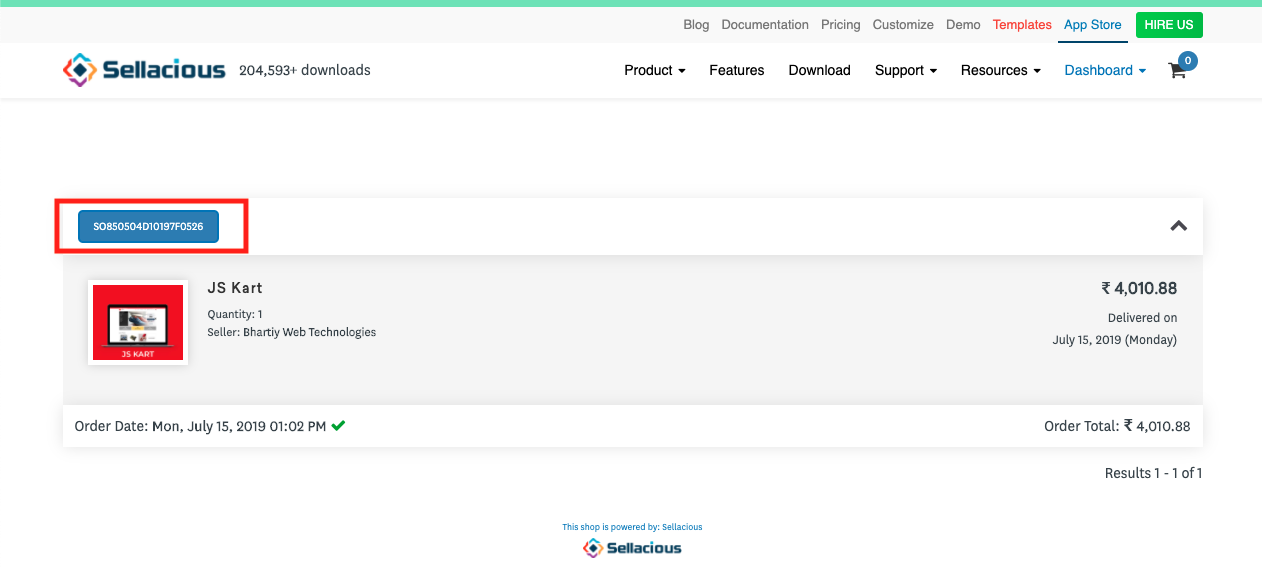 Blog Documentation Pricing Customize Demo Templates App Store HIRE US
Sellacious 204,593+ downloads Product Features Download Support Resources Dashboard 0
SO850504D10197F0526
JS Kart ₹ 4,010.88
Quantity: 1 Delivered on
Seller: Bhartiy Web Technologies July 15, 2019 (Monday)
JS KART
Order Date: Mon, July 15, 2019 01:02 PM Order Total: ₹ 4,010.88
Results 1 - 1 of 1
This shop is powered by: Sellacious
Sellacious